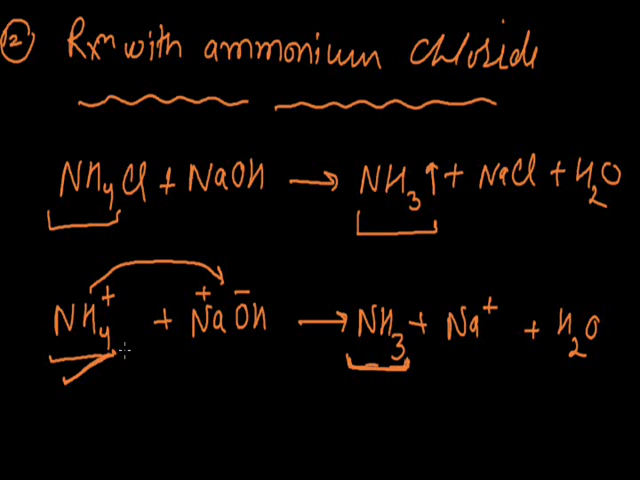 ② Rxn with ammonium chloride
NH₄Cl + NaOH → NH₃↑ + NaCl + H₂O
NH₄⁺ + Na⁺OH⁻ → NH₃ + Na⁺ + H₂O